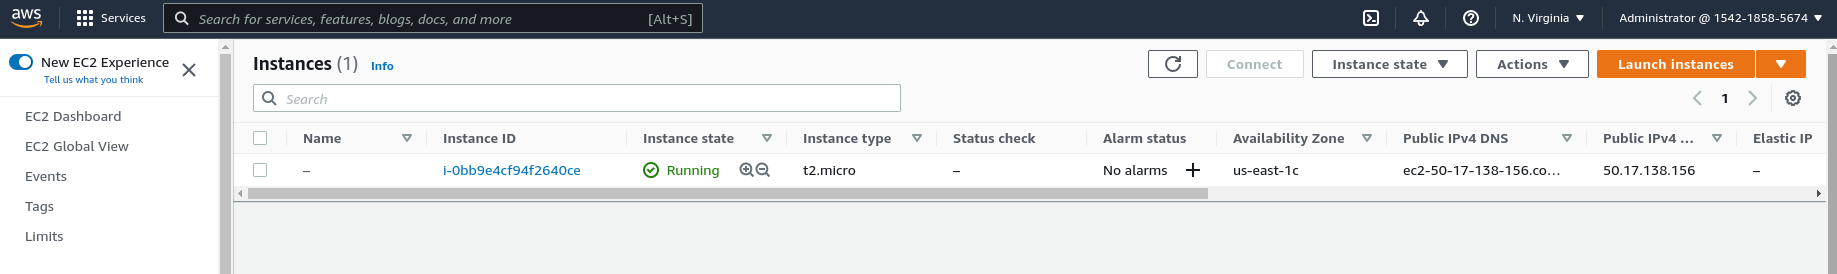 aws Services Search for services, features, blogs, docs, and more [Alt+S] N. Virginia Administrator @ 1542-1858-5674
New EC2 Experience
Tell us what you think
EC2 Dashboard
EC2 Global View
Events
Tags
Limits
Instances (1) Info Connect Instance state Actions Launch instances
Search 1
Name Instance ID Instance state Instance type Status check Alarm status Availability Zone Public IPv4 DNS Public IPv4 ... Elastic IP
– i-0bb9e4cf94f2640ce Running t2.micro – No alarms + us-east-1c ec2-50-17-138-156.co... 50.17.138.156 –